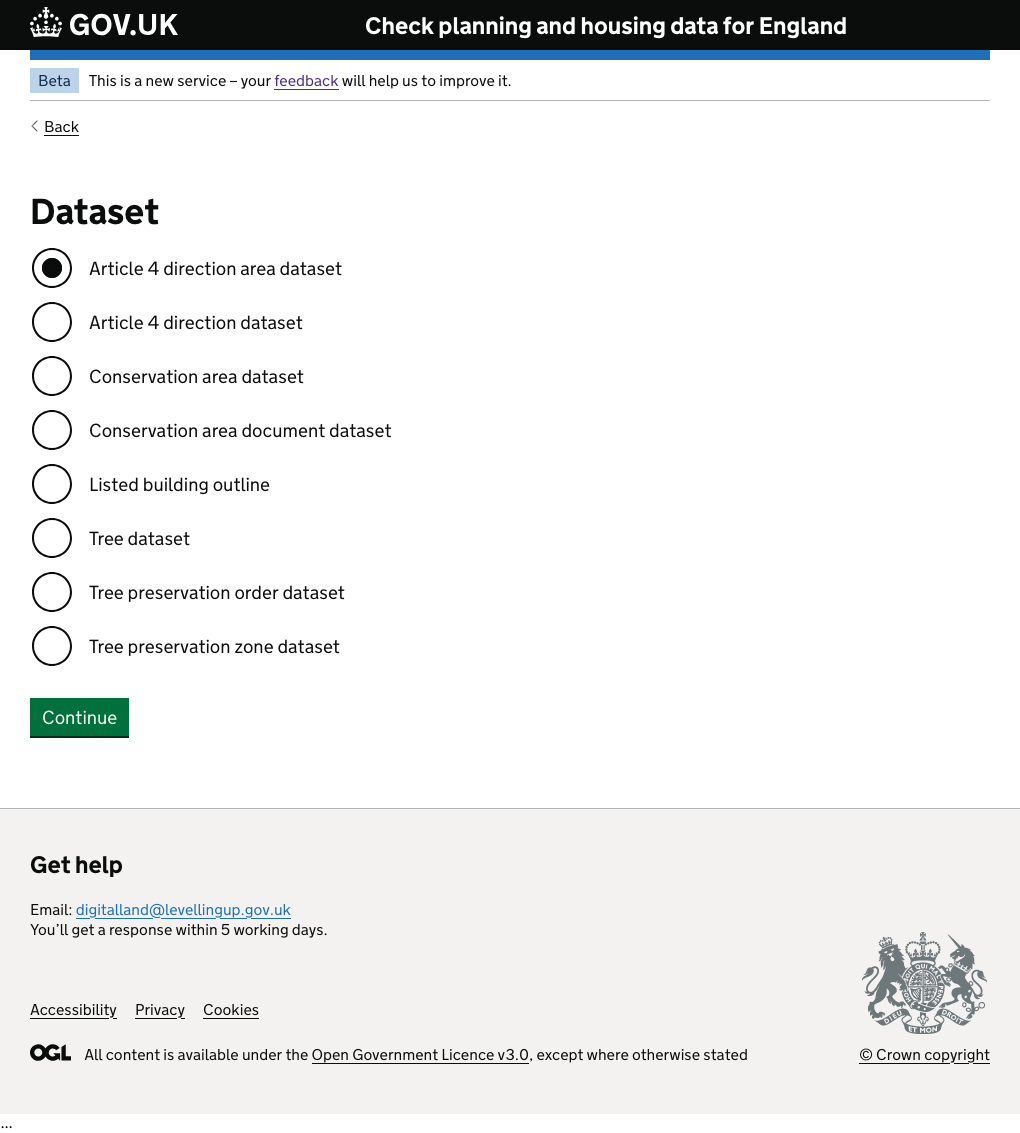 GOV.UK
Check planning and housing data for England
Beta
This is a new service – your feedback will help us to improve it.
Back
Dataset
Article 4 direction area dataset
Article 4 direction dataset
Conservation area dataset
Conservation area document dataset
Listed building outline
Tree dataset
Tree preservation order dataset
Tree preservation zone dataset
Continue
Get help
Email: digitalland@levellingup.gov.uk
You’ll get a response within 5 working days.
Accessibility Privacy Cookies
OGL All content is available under the Open Government Licence v3.0, except where otherwise stated
DIEU ET MON DROIT
© Crown copyright
...